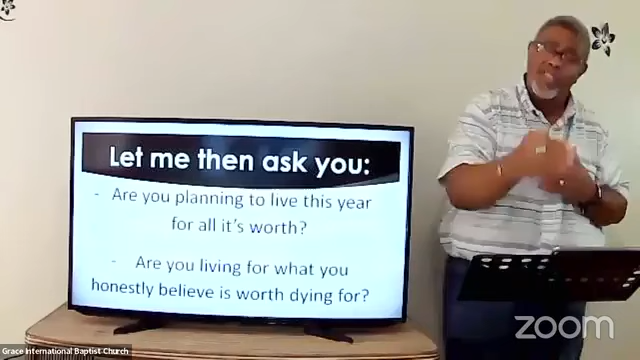 Let me then ask you:
- Are you planning to live this year
for all it's worth?
- Are you living for what you
honestly believe is worth dying for?
Grace International Baptist Church
zoom